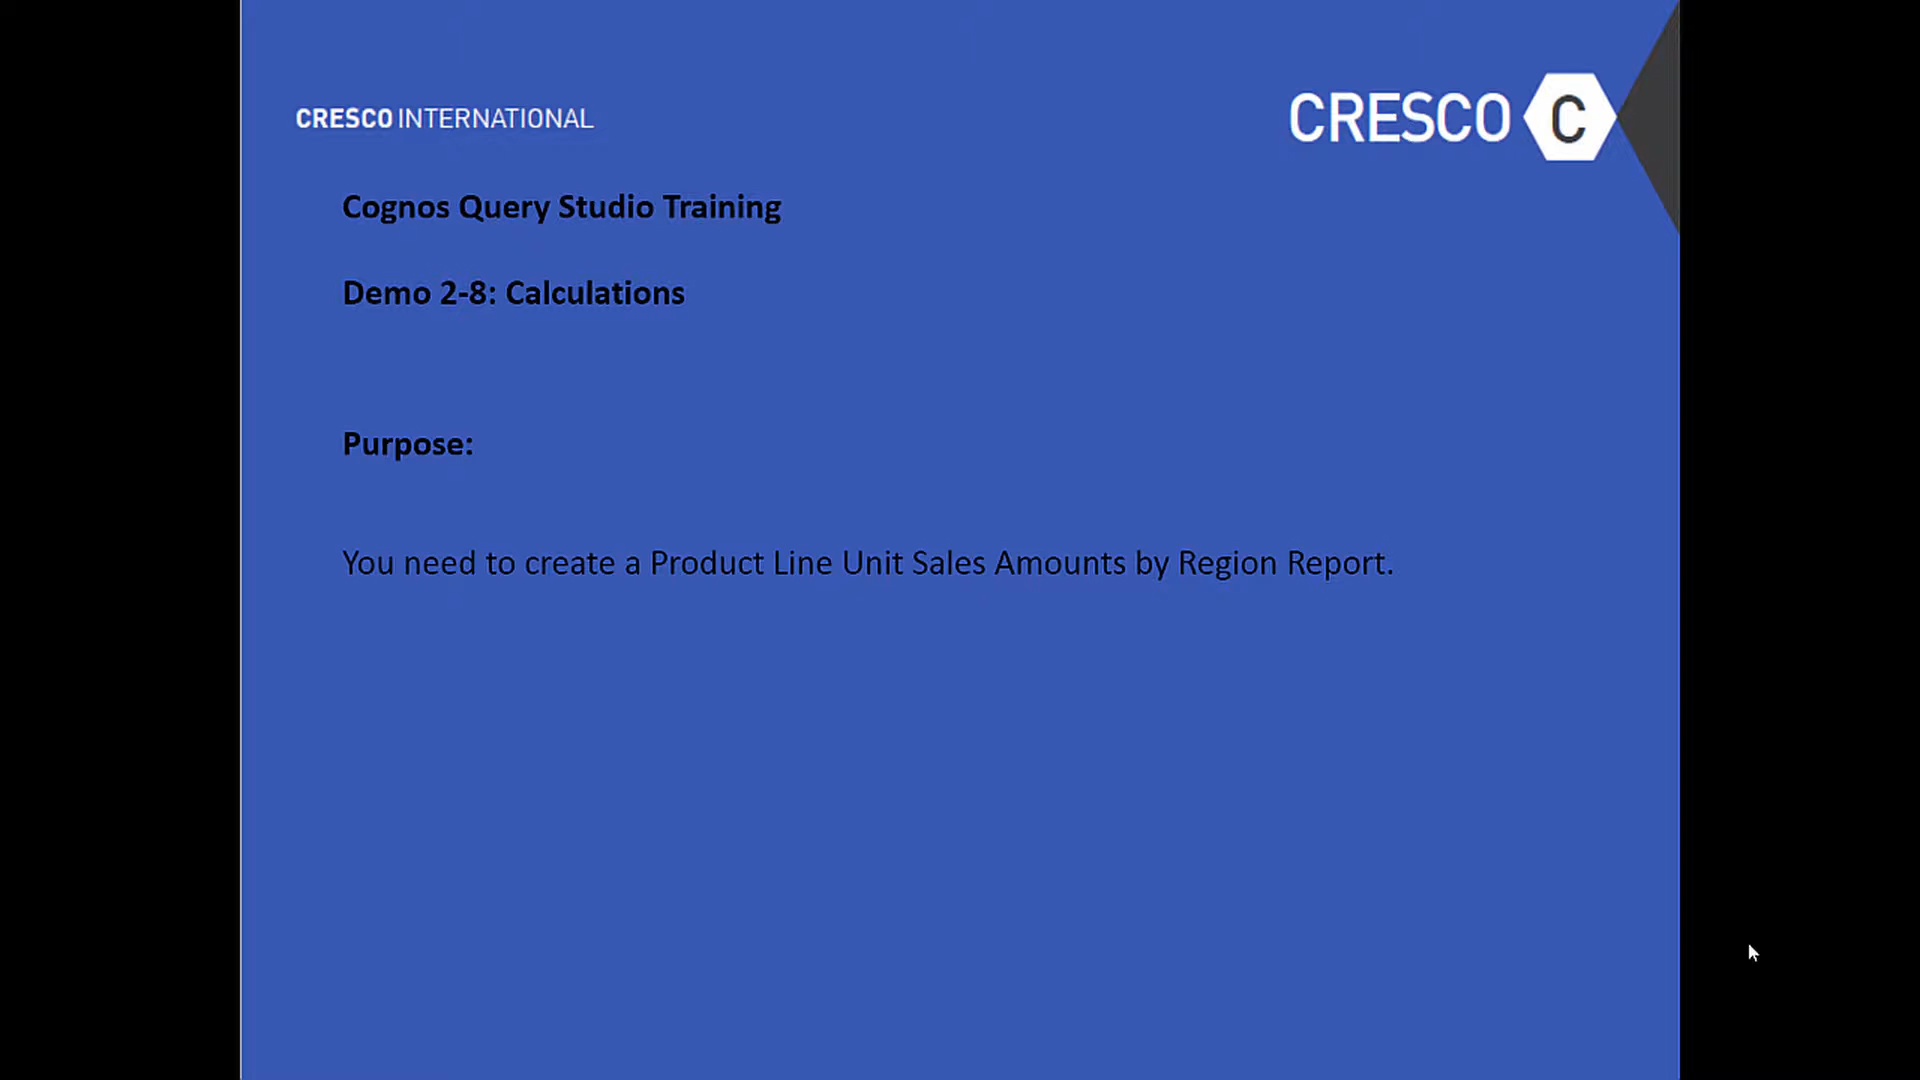 CRESCO INTERNATIONAL
CRESCO C
Cognos Query Studio Training
Demo 2-8: Calculations
Purpose:
You need to create a Product Line Unit Sales Amounts by Region Report.